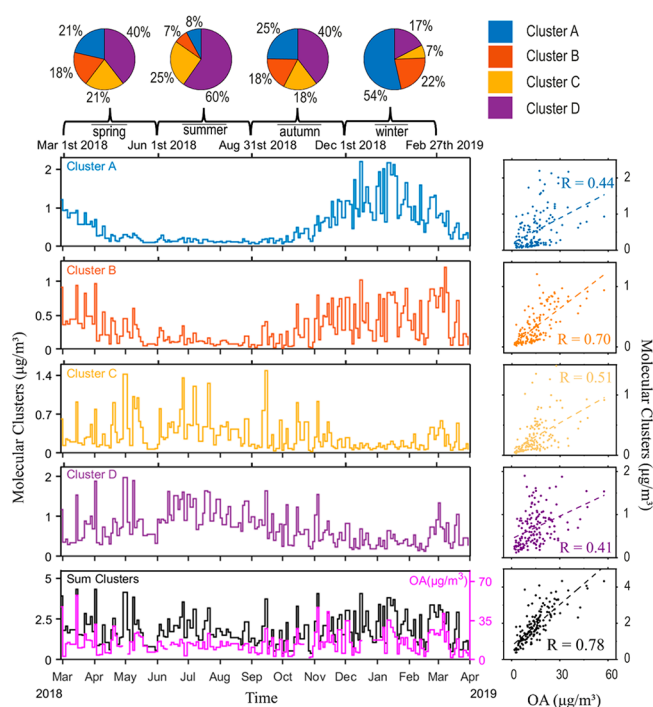 21% 40% 18% 21%
7% 8% 25% 60%
25% 40% 18% 18%
17% 7% 22% 54%
Cluster A
Cluster B
Cluster C
Cluster D
spring summer autumn winter
Mar 1st 2018 Jun 1st 2018 Aug 31st 2018 Dec 1st 2018 Feb 27th 2019
Molecular Clusters (μg/m³)
Cluster A
2
1
0
R = 0.44
2
1
0
Cluster B
1
0.5
0
R = 0.70
1
0
Cluster C
1.4
0.7
0
R = 0.51
1
0
Cluster D
2
1
0
R = 0.41
2
1
0
Molecular Clusters (μg/m³)
Sum Clusters
OA(μg/m³)
5
2.5
0
70
35
0
R = 0.78
4
2
0
Mar Apr May Jun Jul Aug Sep Oct Nov Dec Jan Feb Mar Apr
2018 Time 2019
0 30 60
OA (μg/m³)